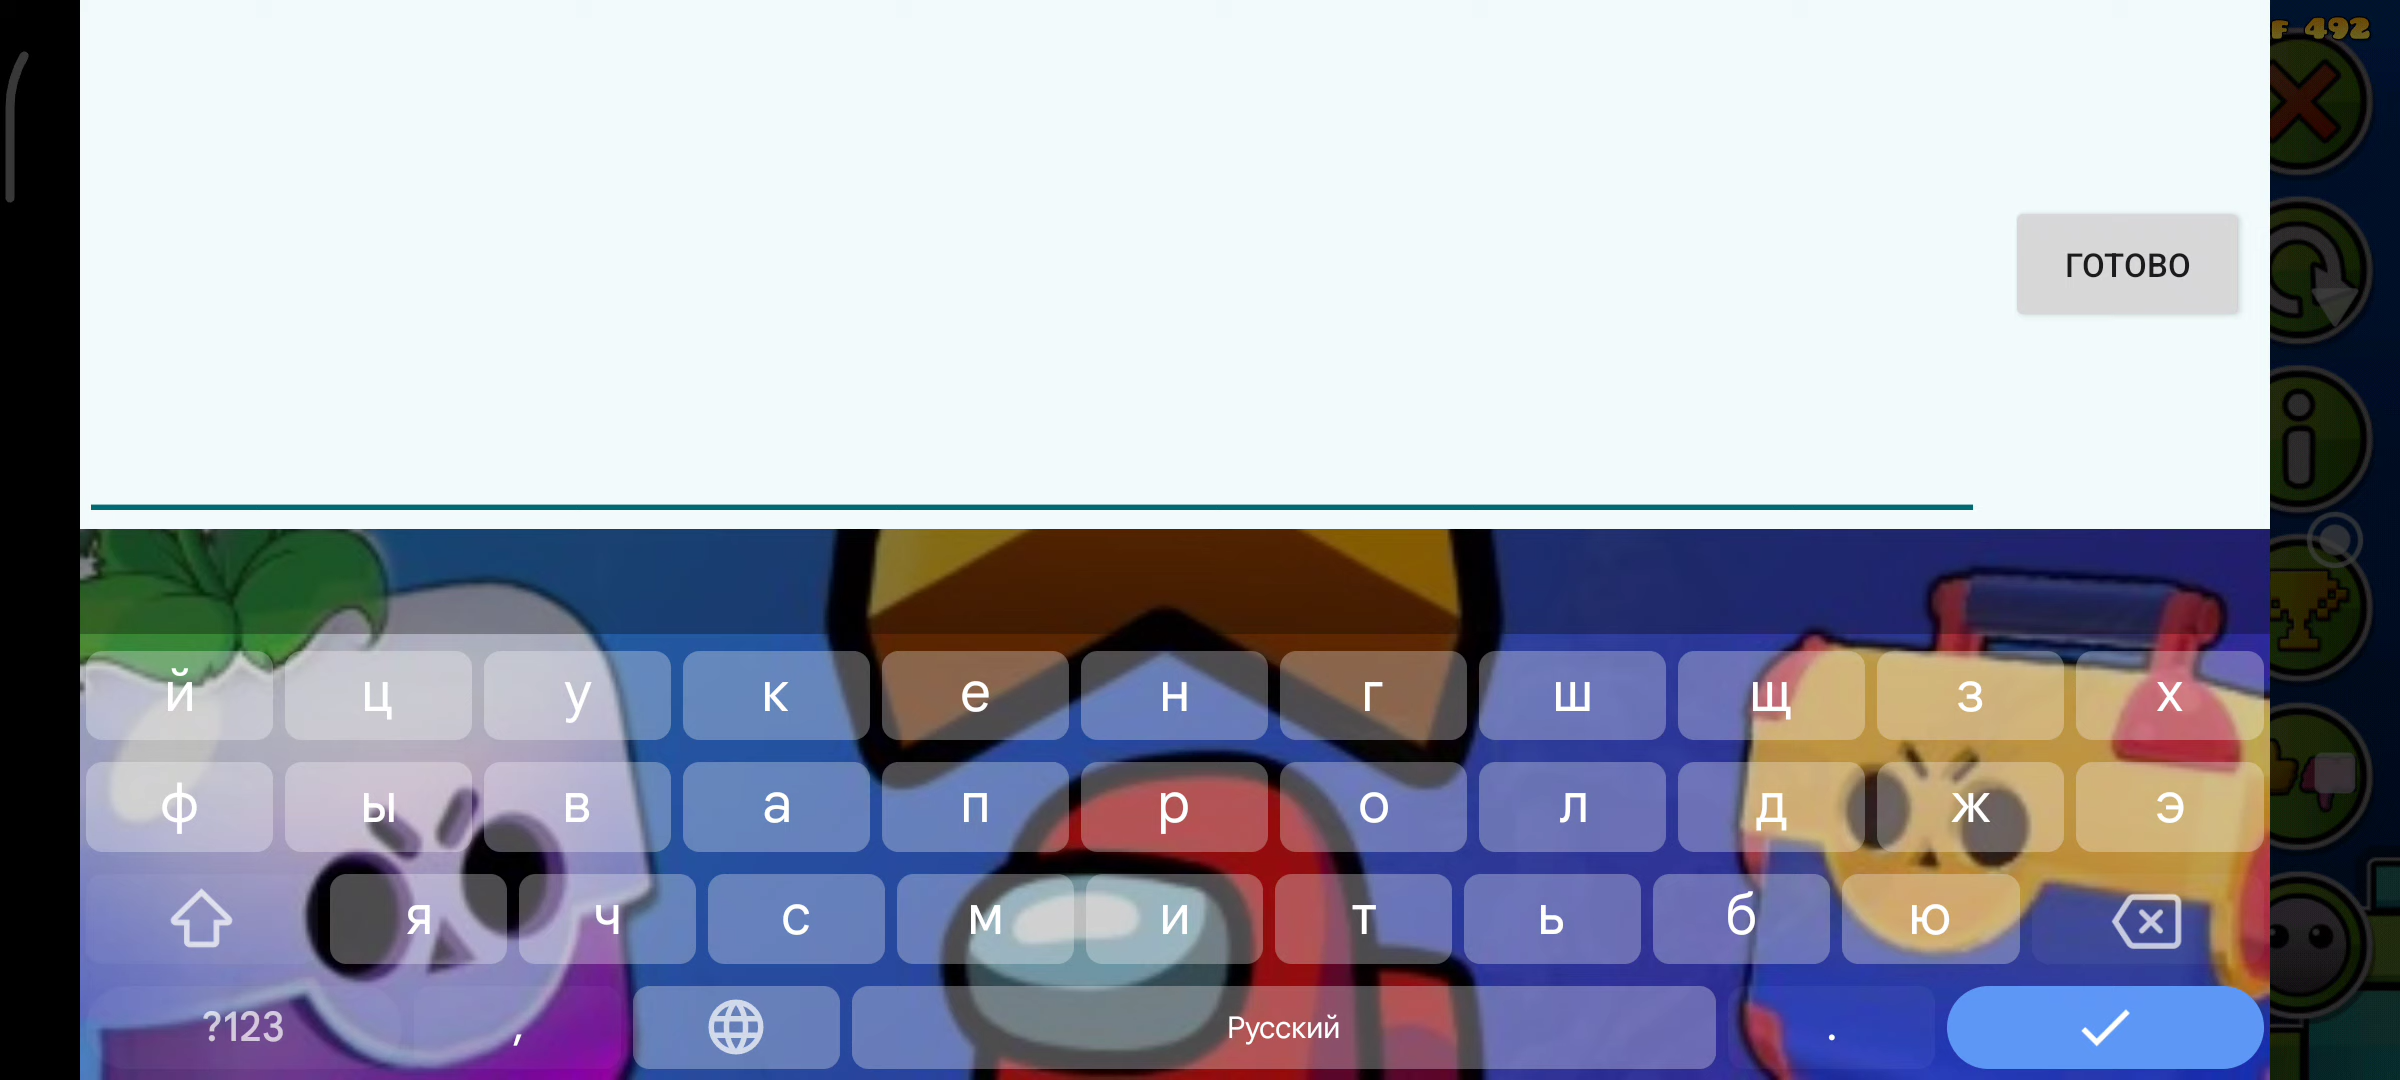 F 492
ГОТОВО
й ц у к е н г ш щ з х
ф ы в а п р о л д ж э
я ч с м и т ь б ю
?123 , Русский .